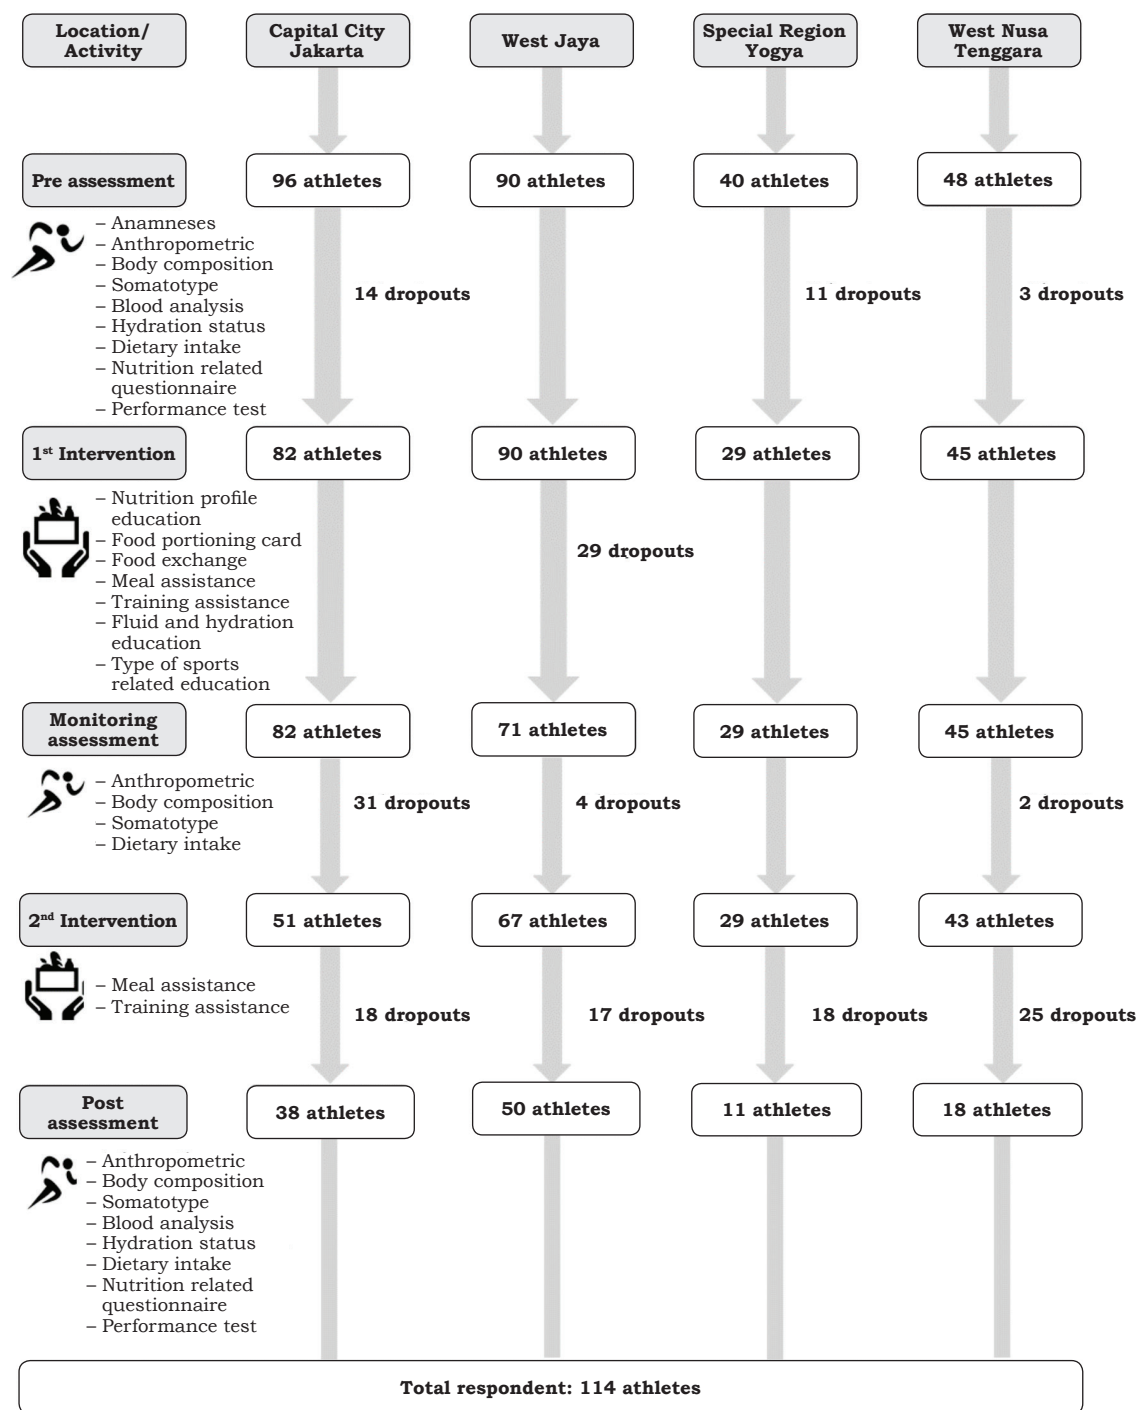 Location/
Activity
Capital City
Jakarta
West Jaya
Special Region
Yogya
West Nusa
Tenggara
Pre assessment
96 athletes
90 athletes
40 athletes
48 athletes
– Anamneses
– Anthropometric
– Body composition
– Somatotype
– Blood analysis
– Hydration status
– Dietary intake
– Nutrition related
questionnaire
– Performance test
14 dropouts
11 dropouts
3 dropouts
1st Intervention
82 athletes
90 athletes
29 athletes
45 athletes
– Nutrition profile
education
– Food portioning card
– Food exchange
– Meal assistance
– Training assistance
– Fluid and hydration
education
– Type of sports
related education
29 dropouts
Monitoring
assessment
82 athletes
71 athletes
29 athletes
45 athletes
– Anthropometric
– Body composition
– Somatotype
– Dietary intake
31 dropouts
4 dropouts
2 dropouts
2nd Intervention
51 athletes
67 athletes
29 athletes
43 athletes
– Meal assistance
– Training assistance
18 dropouts
17 dropouts
18 dropouts
25 dropouts
Post
assessment
38 athletes
50 athletes
11 athletes
18 athletes
– Anthropometric
– Body composition
– Somatotype
– Blood analysis
– Hydration status
– Dietary intake
– Nutrition related
questionnaire
– Performance test
Total respondent: 114 athletes